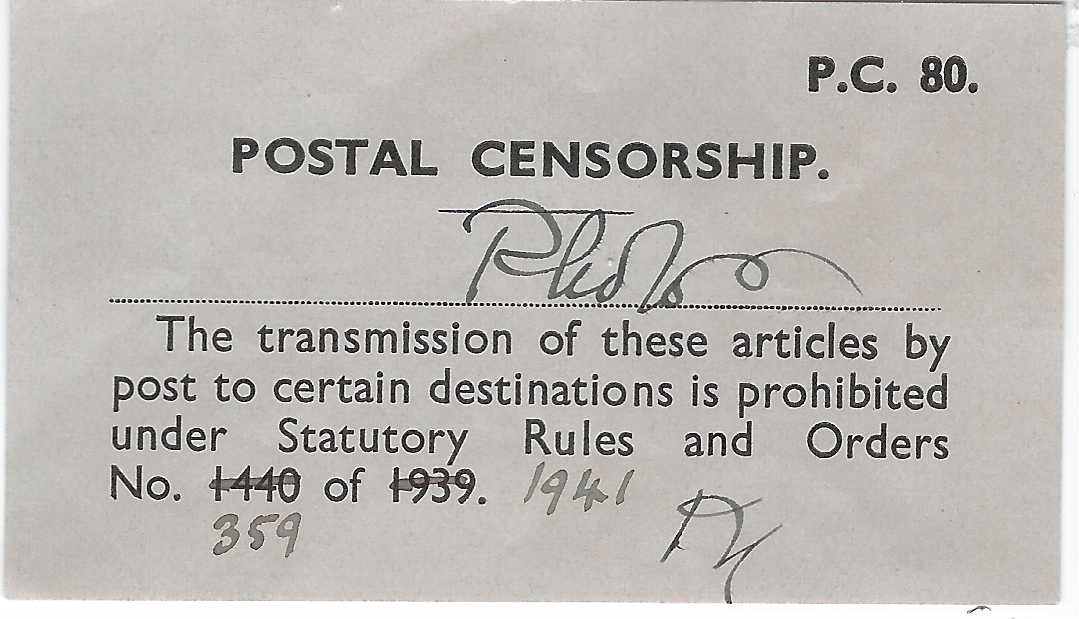 P.C. 80.
POSTAL CENSORSHIP.
The transmission of these articles by
post to certain destinations is prohibited
under Statutory Rules and Orders
No. 1440 of 1939. 1941
359